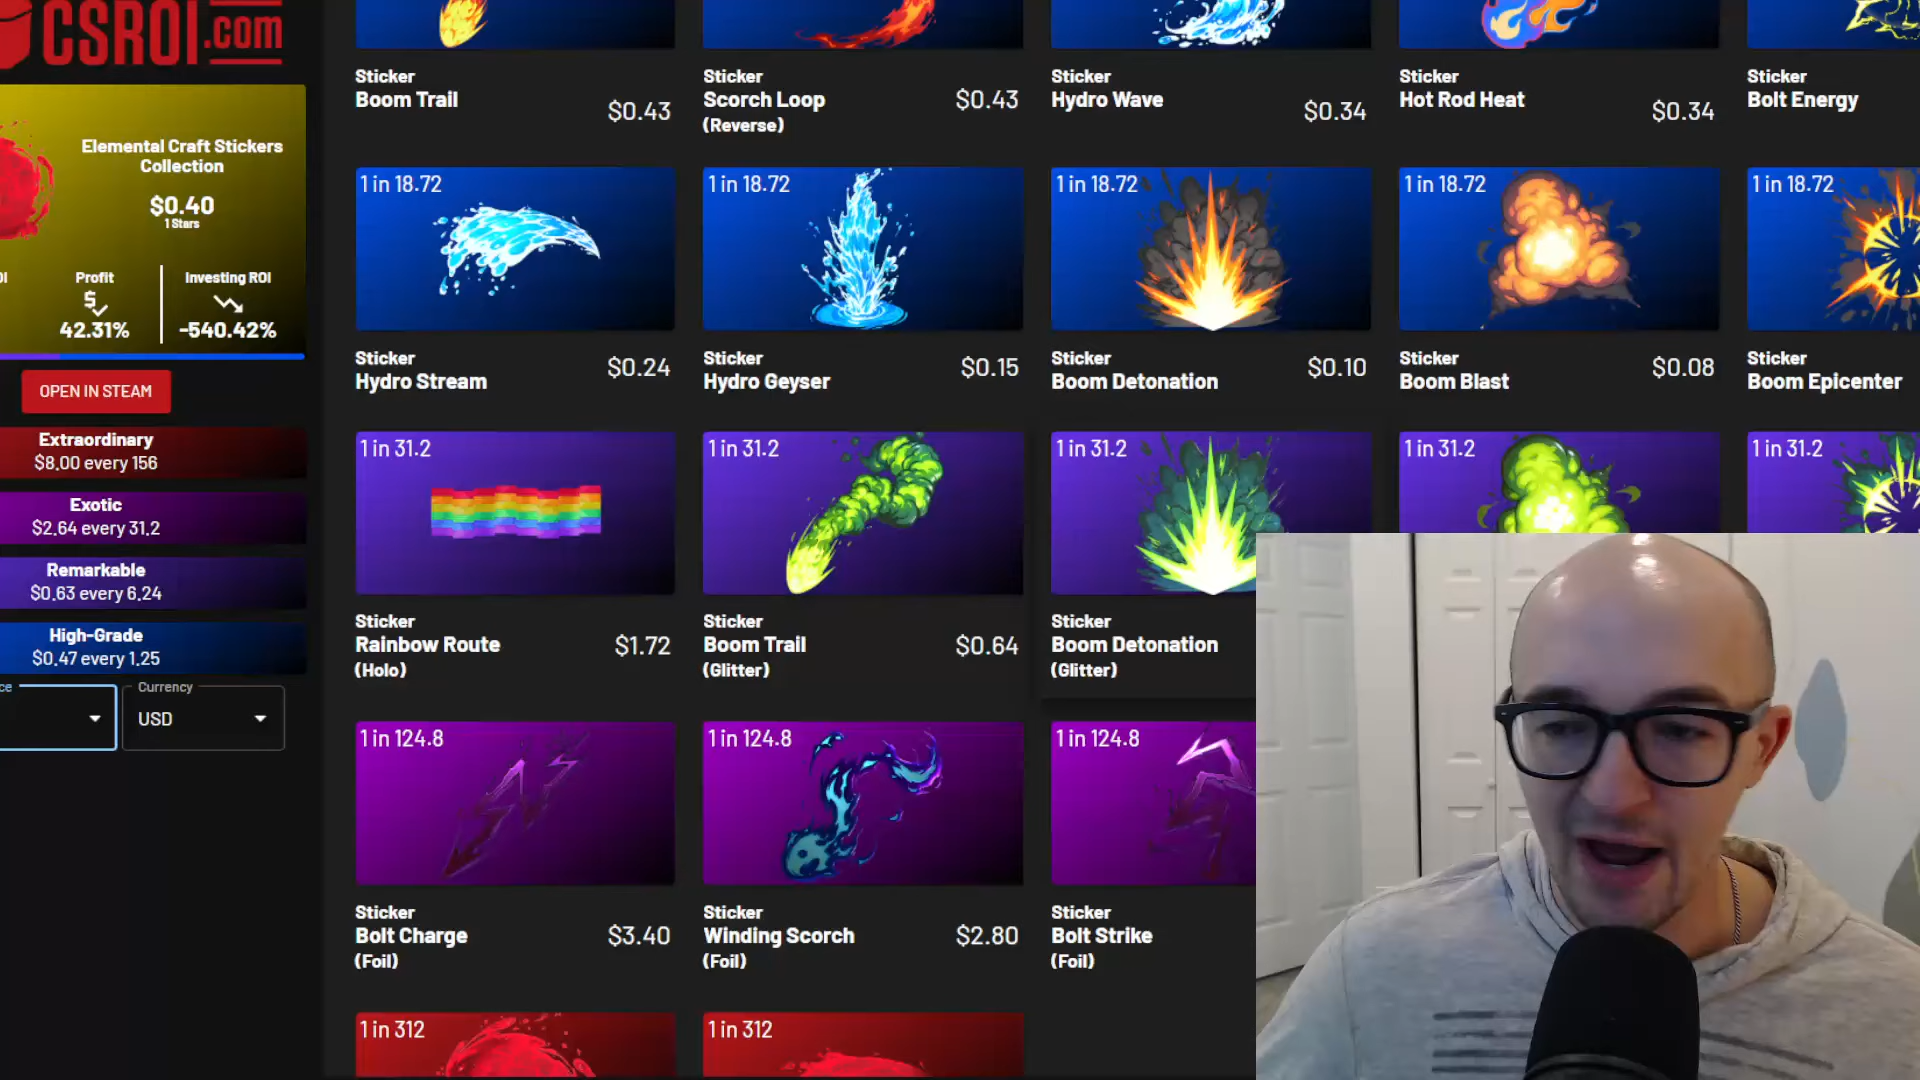 CSROI.com
Elemental Craft Stickers
Collection
$0.40
1 Stars
Profit
42.31%
Investing ROI
-540.42%
OPEN IN STEAM
Extraordinary
$8.00 every 156
Exotic
$2.64 every 31.2
Remarkable
$0.63 every 6.24
High-Grade
$0.47 every 1.25
Currency
USD
Sticker
Boom Trail
$0.43
Sticker
Scorch Loop
(Reverse)
$0.43
Sticker
Hydro Wave
$0.34
Sticker
Hot Rod Heat
$0.34
Sticker
Bolt Energy
1 in 18.72
Sticker
Hydro Stream
$0.24
1 in 18.72
Sticker
Hydro Geyser
$0.15
1 in 18.72
Sticker
Boom Detonation
$0.10
1 in 18.72
Sticker
Boom Blast
$0.08
1 in 18.72
Sticker
Boom Epicenter
1 in 31.2
Sticker
Rainbow Route
(Holo)
$1.72
1 in 31.2
Sticker
Boom Trail
(Glitter)
$0.64
1 in 31.2
Sticker
Boom Detonation
(Glitter)
1 in 31.2
1 in 31.2
1 in 124.8
Sticker
Bolt Charge
(Foil)
$3.40
1 in 124.8
Sticker
Winding Scorch
(Foil)
$2.80
1 in 124.8
Sticker
Bolt Strike
(Foil)
1 in 312
1 in 312